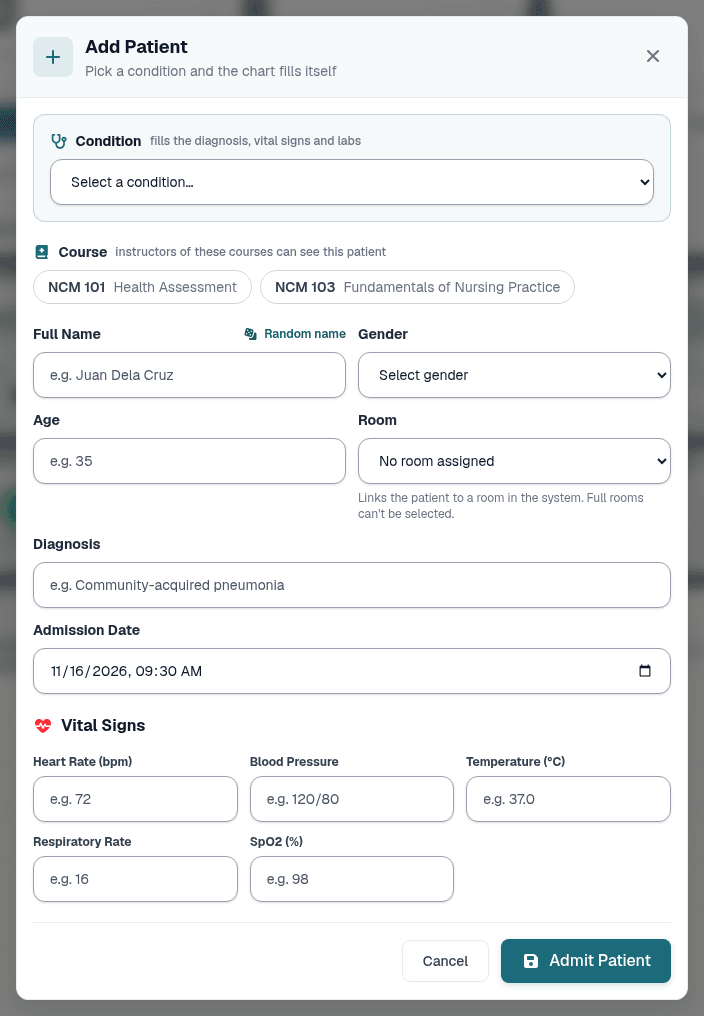 Add Patient
Pick a condition and the chart fills itself
Condition fills the diagnosis, vital signs and labs
Select a condition...
Course instructors of these courses can see this patient
NCM 101 Health Assessment NCM 103 Fundamentals of Nursing Practice
Full Name Random name Gender
e.g. Juan Dela Cruz Select gender
Age Room
e.g. 35 No room assigned
Links the patient to a room in the system. Full rooms
can't be selected.
Diagnosis
e.g. Community-acquired pneumonia
Admission Date
11/16/2026, 09:30 AM
Vital Signs
Heart Rate (bpm) Blood Pressure Temperature (°C)
e.g. 72 e.g. 120/80 e.g. 37.0
Respiratory Rate SpO2 (%)
e.g. 16 e.g. 98
Cancel Admit Patient